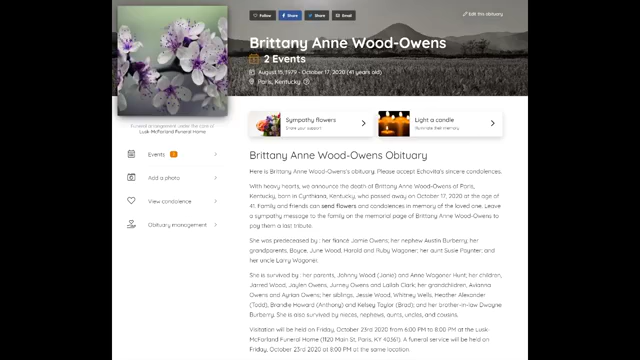 Follow
Share
Share
Email
Edit this obituary
Brittany Anne Wood-Owens
2 Events
August 15, 1979 - October 17, 2020 (41 years old)
Paris, Kentucky
Funeral arrangement under the care of
Lusk-McFarland Funeral Home
Events
Add a photo
View condolence
Obituary management
Sympathy flowers
Share your support
Light a candle
Illuminate their memory
Brittany Anne Wood-Owens Obituary
Here is Brittany Anne Wood-Owens's obituary. Please accept Echovita's sincere condolences.
With heavy hearts, we announce the death of Brittany Anne Wood-Owens of Paris,
Kentucky, born in Cynthiana, Kentucky, who passed away on October 17, 2020 at the age of
41. Family and friends can send flowers and condolences in memory of the loved one. Leave
a sympathy message to the family on the memorial page of Brittany Anne Wood-Owens to
pay them a last tribute.
She was predeceased by : her fiancé Jamie Owens; her nephew Austin Burberry; her
grandparents, Boyce, June Wood, Harold and Ruby Wagoner; her aunt Susie Poynter; and
her uncle Larry Wagoner.
She is survived by : her parents, Johnny Wood (Janie) and Anna Wagoner Hunt; her children,
Jarred Wood, Jaylen Owens, Jurney Owens and Lailah Clark; her grandchildren, Avianna
Owens and Ayrian Owens; her siblings, Jessie Wood, Whitney Wells, Heather Alexander
(Todd), Brandie Howard (Anthony) and Kelsey Taylor (Brad); and her brother-in-law Dwayne
Burberry. She is also survived by nieces, nephews, aunts, uncles, and cousins.
Visitation will be held on Friday, October 23rd 2020 from 6:00 PM to 8:00 PM at the Lusk-
McFarland Funeral Home (1120 Main St, Paris, KY 40361). A funeral service will be held on
Friday, October 23rd 2020 at 8:00 PM at the same location.